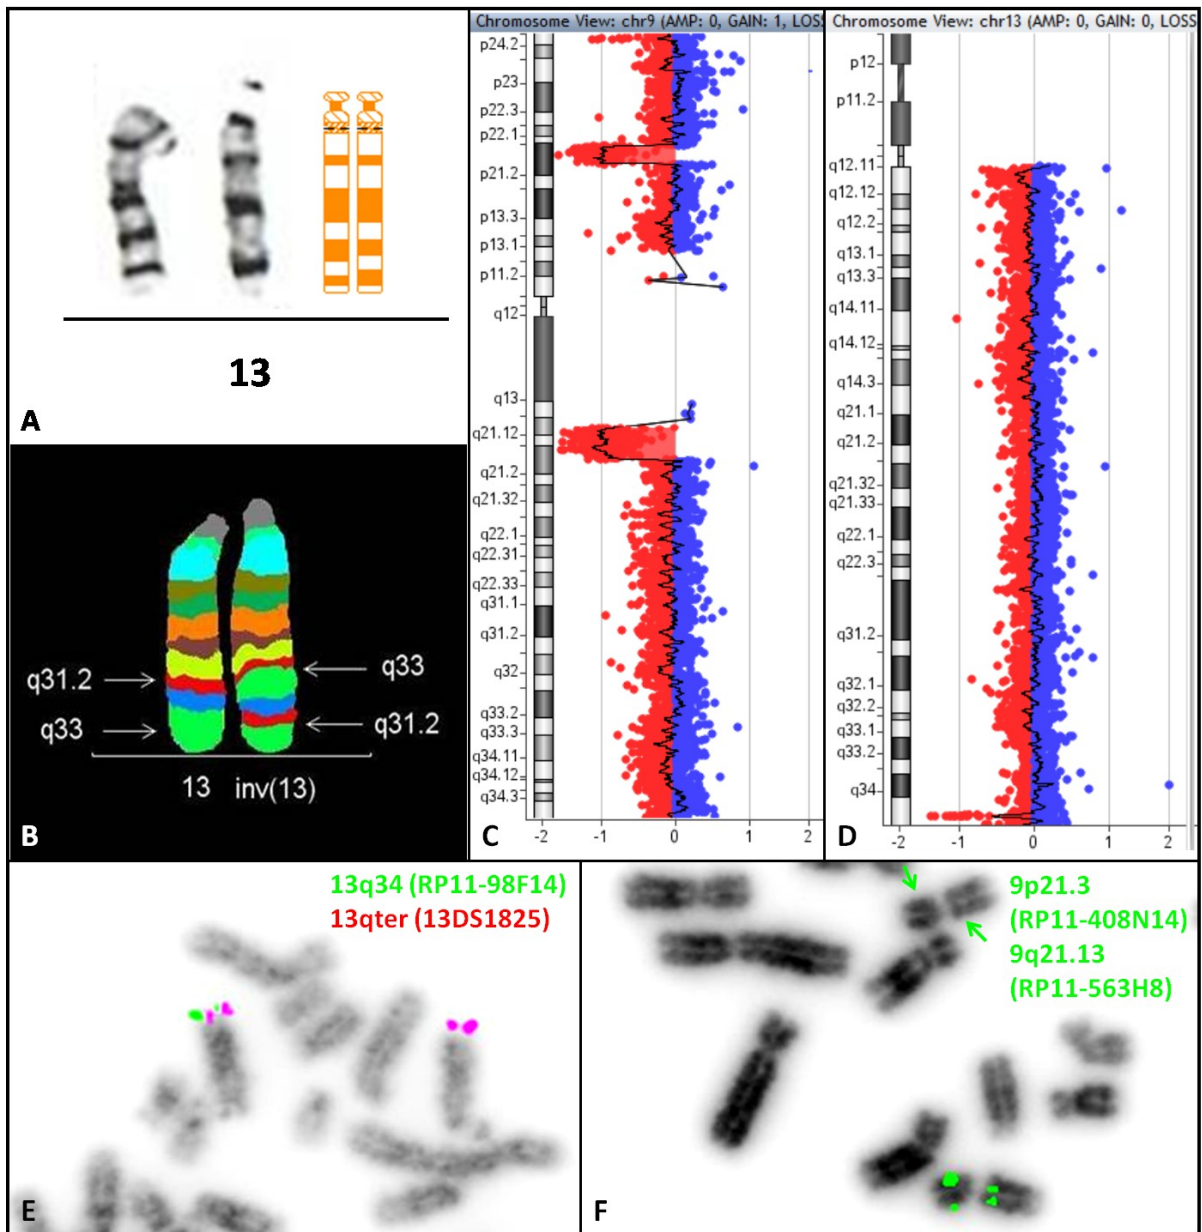 13
A
q31.2
q33
q33
q31.2
13
inv(13)
B
Chromosome View: chr9 (AMP: 0, GAIN: 1, LOSS
p24.2
p23
p22.3
p22.1
p21.2
p13.3
p13.1
p11.2
q12
q13
q21.12
q21.2
q21.32
q22.1
q22.31
q22.33
q31.1
q31.2
q32
q33.2
q33.3
q34.11
q34.12
q34.3
-2
-1
0
1
2
C
Chromosome View: chr13 (AMP: 0, GAIN: 0, LOSS
p12
p11.2
q12.11
q12.12
q12.2
q13.1
q13.3
q14.11
q14.12
q14.3
q21.1
q21.2
q21.32
q21.33
q22.1
q22.3
q31.2
q32.1
q32.2
q33.1
q33.2
q34
-2
-1
0
1
2
D
13q34 (RP11-98F14)
13qter (13DS1825)
E
9p21.3
(RP11-408N14)
9q21.13
(RP11-563H8)
F